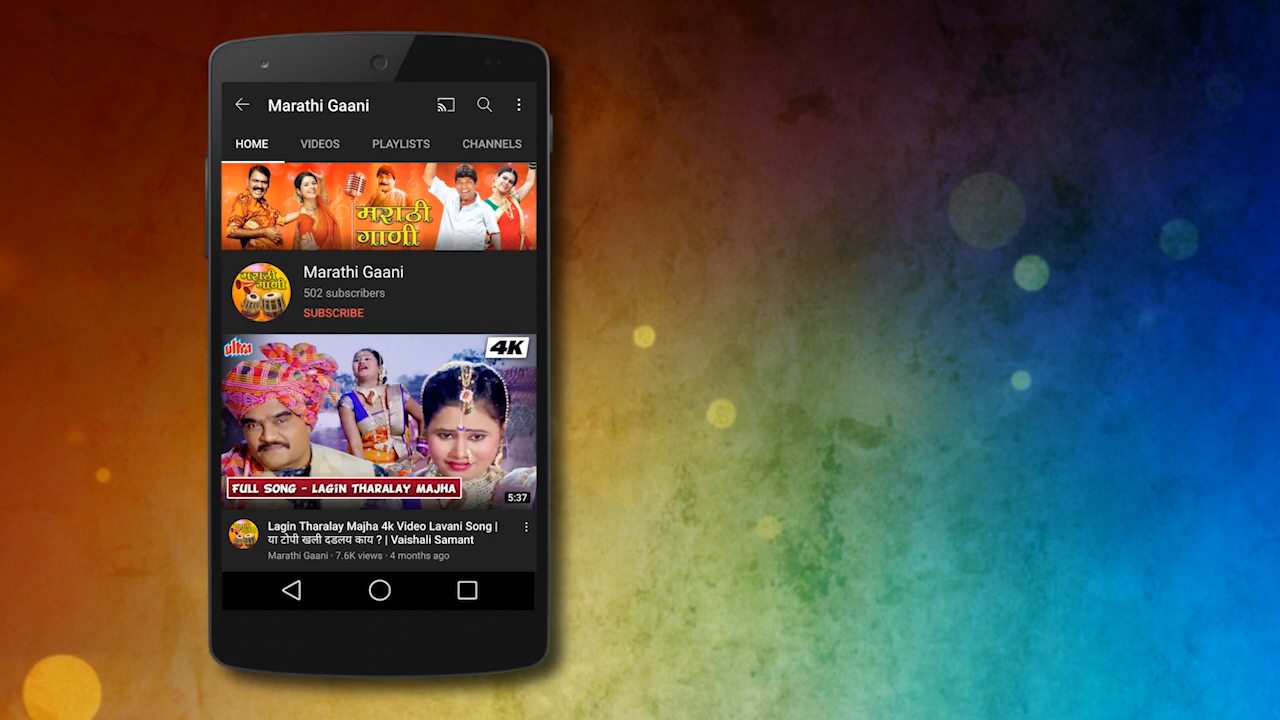 Marathi Gaani
HOME VIDEOS PLAYLISTS CHANNELS
मराठी
गाणी
मराठी
गाणी
Marathi Gaani
502 subscribers
SUBSCRIBE
ultra
4K
FULL SONG - LAGIN THARALAY MAJHA
5:37
Lagin Tharalay Majha 4k Video Lavani Song |
या टोपी खली दडलय काय ? | Vaishali Samant
Marathi Gaani · 7.6K views · 4 months ago